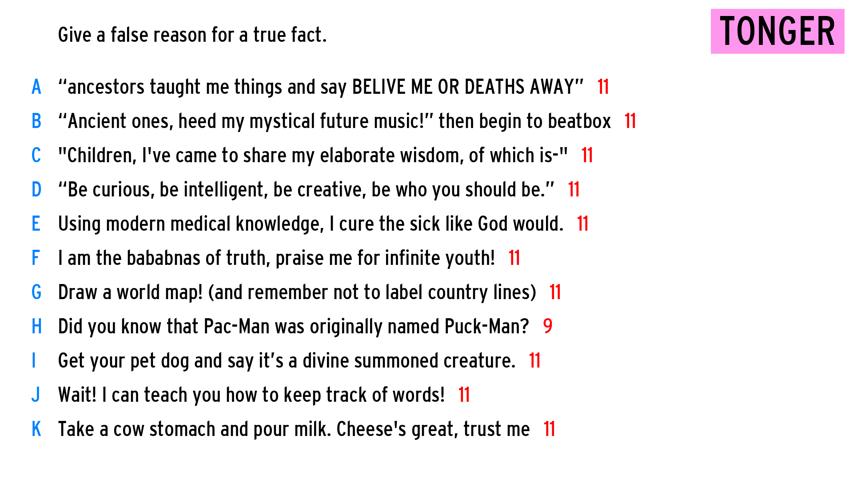 Give a false reason for a true fact.
TONGER
A “ancestors taught me things and say BELIVE ME OR DEATHS AWAY” 11
B “Ancient ones, heed my mystical future music!” then begin to beatbox 11
C "Children, I've came to share my elaborate wisdom, of which is-" 11
D “Be curious, be intelligent, be creative, be who you should be.” 11
E Using modern medical knowledge, I cure the sick like God would. 11
F I am the bababnas of truth, praise me for infinite youth! 11
G Draw a world map! (and remember not to label country lines) 11
H Did you know that Pac-Man was originally named Puck-Man? 9
I Get your pet dog and say it’s a divine summoned creature. 11
J Wait! I can teach you how to keep track of words! 11
K Take a cow stomach and pour milk. Cheese's great, trust me 11